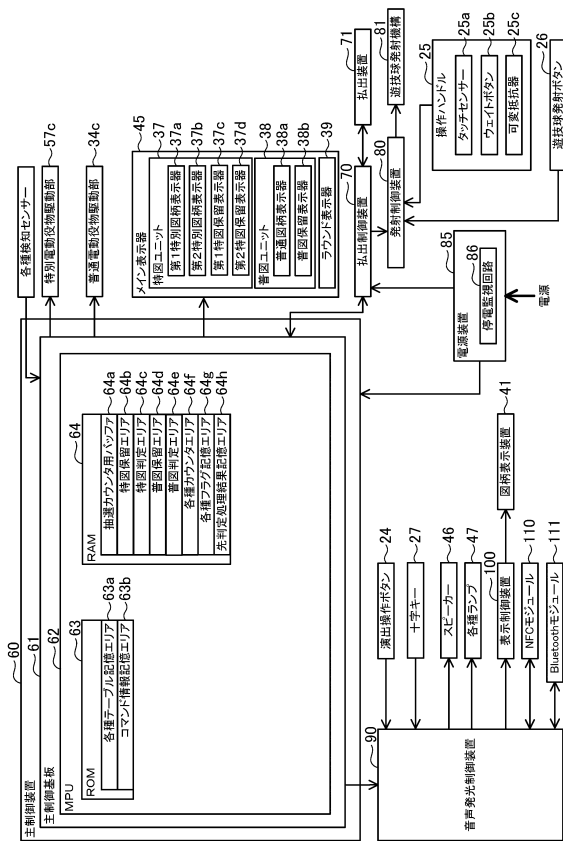 60
主制御装置
61
主制御基板
62
MPU
63
ROM
各種テーブル記憶エリア
63a
コマンド情報記憶エリア
63b
64
RAM
抽選カウンタ用バッファ
64a
特図保留エリア
64b
特図判定エリア
64c
普図保留エリア
64d
普図判定エリア
64e
各種カウンタエリア
64f
各種フラグ記憶エリア
64g
先判定処理結果記憶エリア
64h
各種検知センサー
特別電動役物駆動部
57c
普通電動役物駆動部
34c
メイン表示器
45
特図ユニット
37
第1特別図柄表示器
37a
第2特別図柄表示器
37b
第1特図保留表示器
37c
第2特図保留表示器
37d
普図ユニット
38
普通図柄表示器
38a
普図保留表示器
38b
ラウンド表示器
39
払出制御装置
70
払出装置
71
発射制御装置
80
遊技球発射機構
81
操作ハンドル
25
タッチセンサー
25a
ウェイトボタン
25b
可変抵抗器
25c
遊技球発射ボタン
26
電源装置
85
停電監視回路
86
電源
90
音声発光制御装置
演出操作ボタン
24
十字キー
27
スピーカー
46
各種ランプ
47
表示制御装置
100
図柄表示装置
41
NFCモジュール
110
Bluetoothモジュール
111